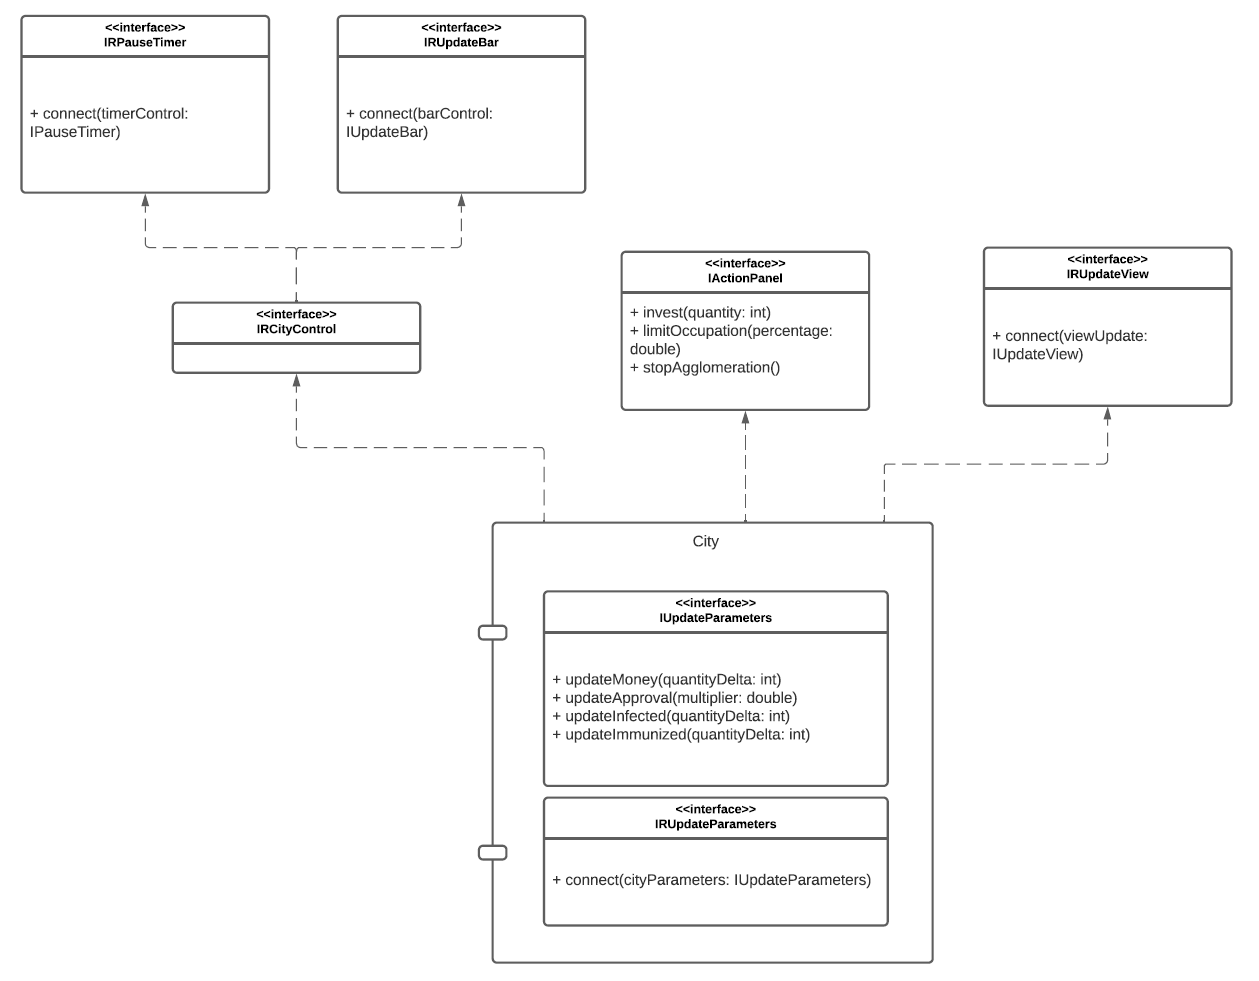 <<interface>>
IRPauseTimer
+ connect(timerControl:
IPauseTimer)
<<interface>>
IRUpdateBar
+ connect(barControl:
IUpdateBar)
<<interface>>
IRCityControl
<<interface>>
IActionPanel
+ invest(quantity: int)
+ limitOccupation(percentage:
double)
+ stopAgglomeration()
<<interface>>
IRUpdateView
+ connect(viewUpdate:
IUpdateView)
City
<<interface>>
IUpdateParameters
+ updateMoney(quantityDelta: int)
+ updateApproval(multiplier: double)
+ updateInfected(quantityDelta: int)
+ updateImmunized(quantityDelta: int)
<<interface>>
IRUpdateParameters
+ connect(cityParameters: IUpdateParameters)